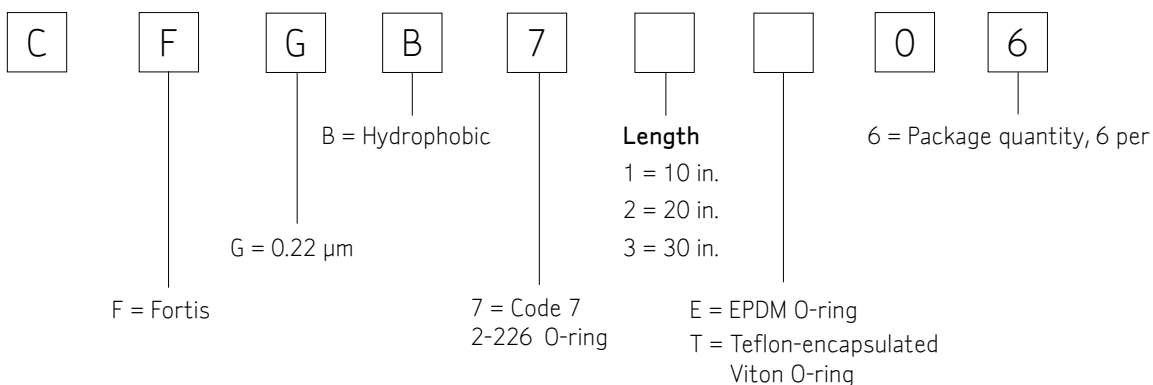 C F G B 7 0 6
B = Hydrophobic
Length
1 = 10 in.
2 = 20 in.
3 = 30 in.
6 = Package quantity, 6 per
G = 0.22 µm
F = Fortis
7 = Code 7
2-226 O-ring
E = EPDM O-ring
T = Teflon-encapsulated
Viton O-ring